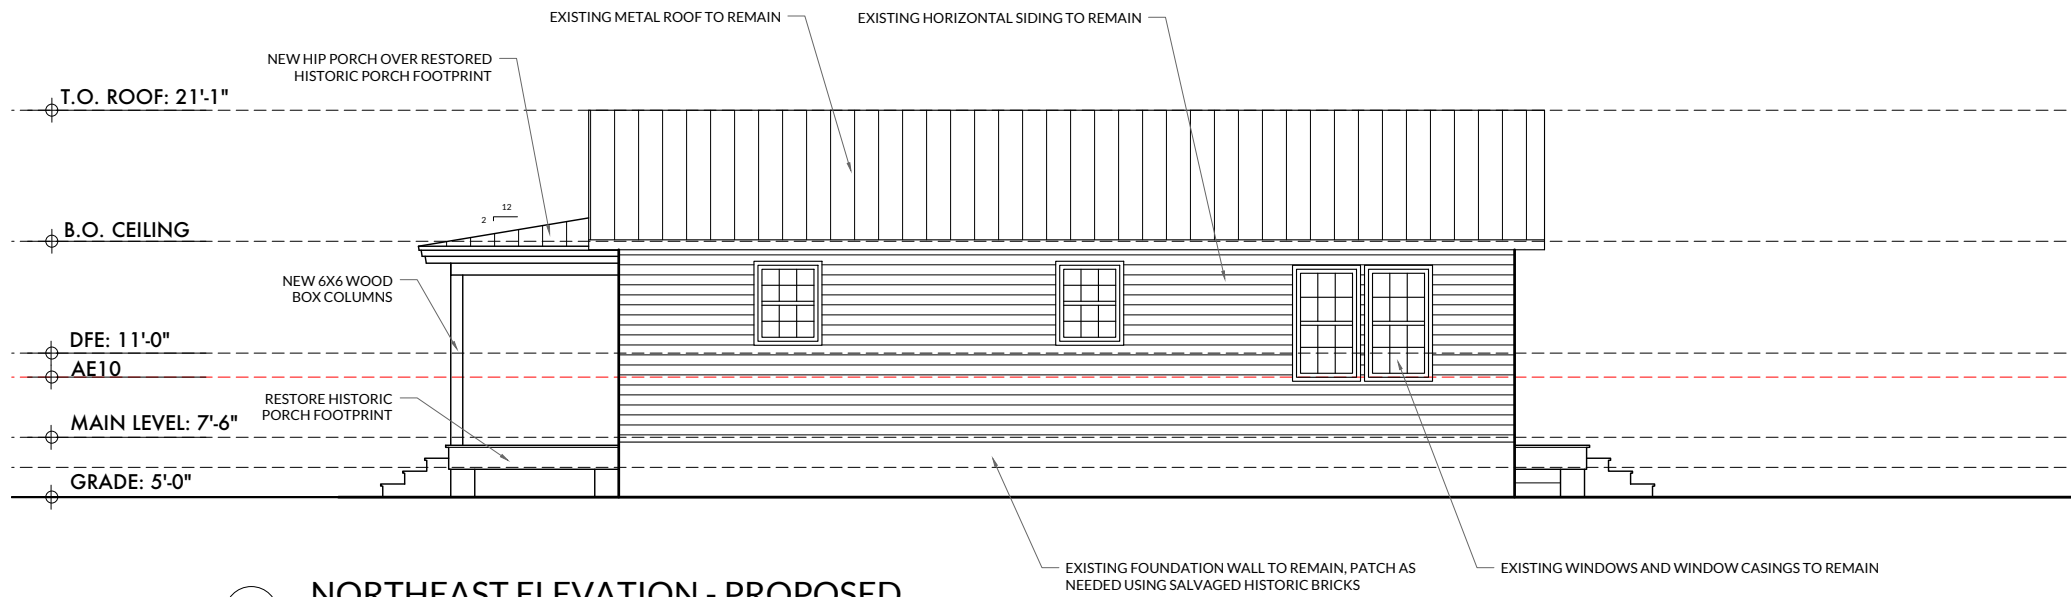 EXISTING METAL ROOF TO REMAIN
EXISTING HORIZONTAL SIDING TO REMAIN
NEW HIP PORCH OVER RESTORED
HISTORIC PORCH FOOTPRINT
T.O. ROOF: 21'-1"
12
2
B.O. CEILING
NEW 6X6 WOOD
BOX COLUMNS
DFE: 11'-0"
AE10
RESTORE HISTORIC
PORCH FOOTPRINT
MAIN LEVEL: 7'-6"
GRADE: 5'-0"
EXISTING FOUNDATION WALL TO REMAIN, PATCH AS
NEEDED USING SALVAGED HISTORIC BRICKS
EXISTING WINDOWS AND WINDOW CASINGS TO REMAIN
NORTHEAST ELEVATION - PROPOSED